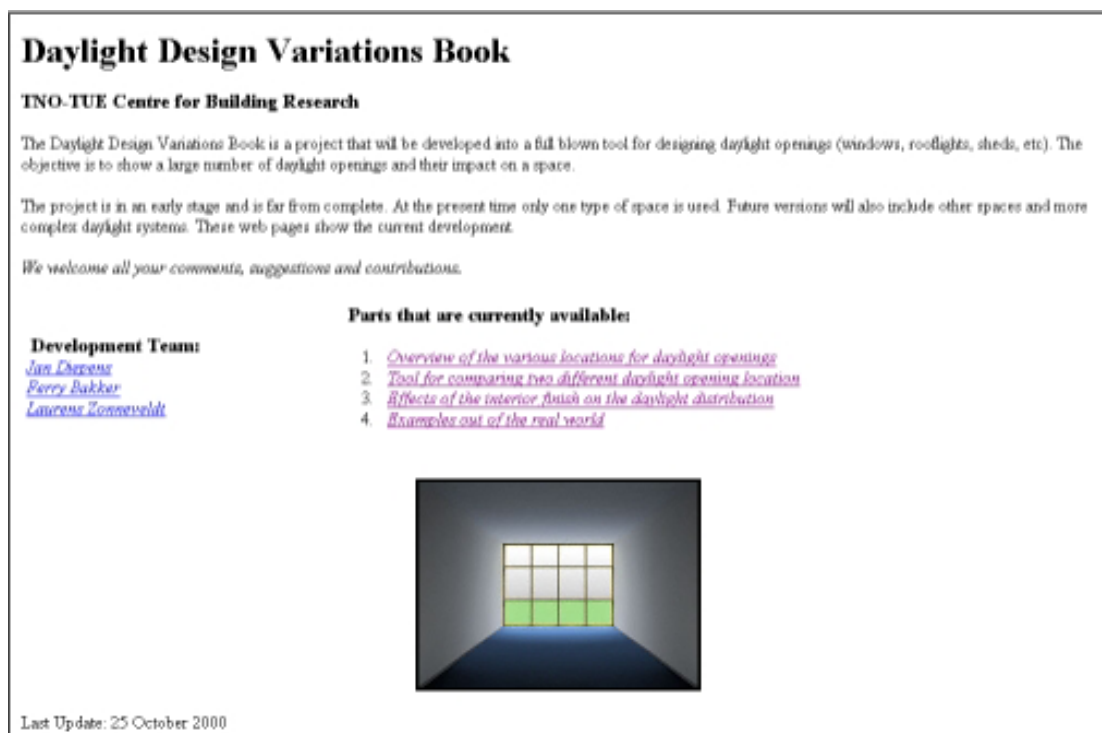 Daylight Design Variations Book
TNO-TUE Centre for Building Research
The Daylight Design Variations Book is a project that will be developed into a full blown tool for designing daylight openings (windows, rooflights, sheds, etc). The
objective is to show a large number of daylight openings and their impact on a space.
The project is in an early stage and is far from complete. At the present time only one type of space is used. Future versions will also include other spaces and more
complex daylight systems. These web pages show the current development.
We welcome all your comments, suggestions and contributions.
Development Team:
Jan Diepens
Ferry Bakker
Laurens Zonneveldt
Parts that are currently available:
1. Overview of the various locations for daylight openings
2. Tool for comparing two different daylight opening location
3. Effects of the interior finish on the daylight distribution
4. Examples out of the real world
Last Update: 25 October 2000